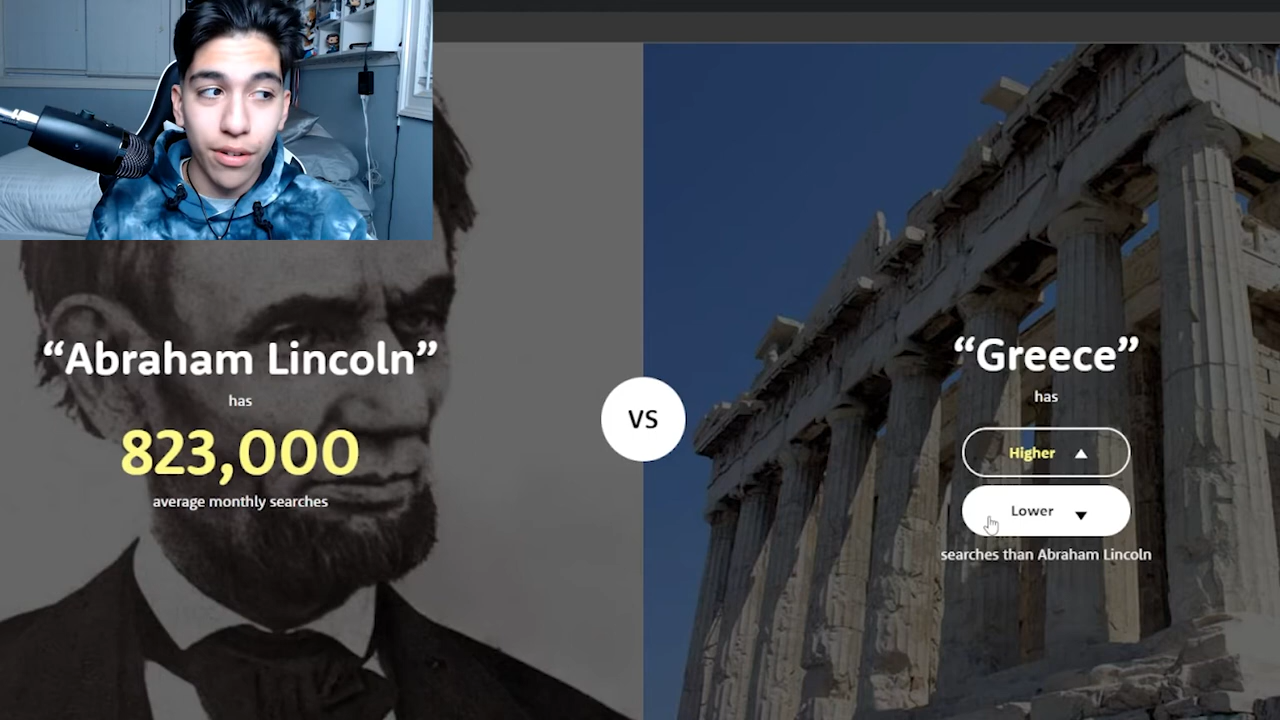 “Abraham Lincoln”
has
823,000
average monthly searches
VS
“Greece”
has
Higher
Lower
searches than Abraham Lincoln